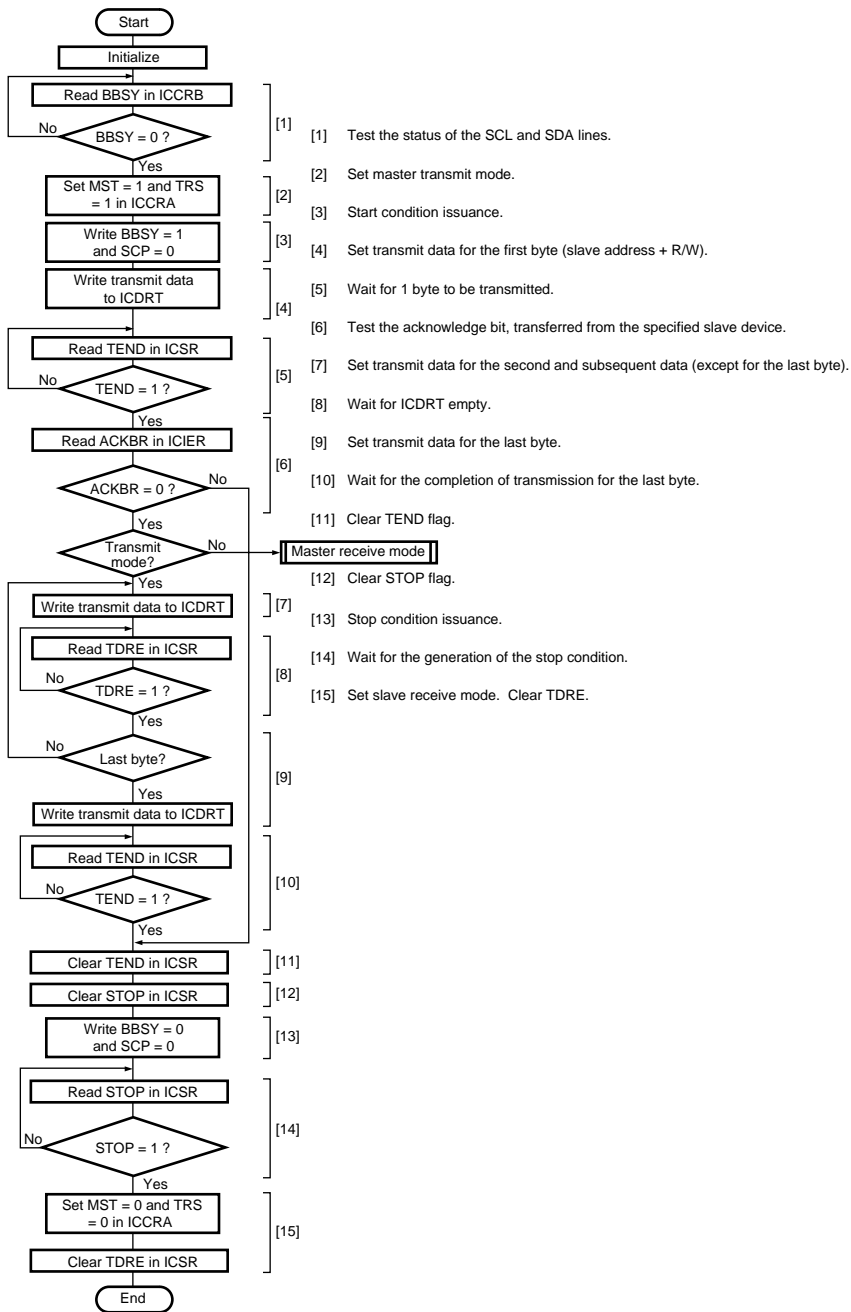 Start
Initialize
Read BBSY in ICCRB
No
BBSY = 0 ?
[1]
Yes
Set MST = 1 and TRS
= 1 in ICCRA
[2]
Write BBSY = 1
and SCP = 0
[3]
Write transmit data
to ICDRT
[4]
Read TEND in ICSR
No
TEND = 1 ?
[5]
Yes
Read ACKBR in ICIER
[6]
No
ACKBR = 0 ?
Yes
Transmit
mode?
No
Master receive mode
Yes
Write transmit data to ICDRT
[7]
Read TDRE in ICSR
No
TDRE = 1 ?
[8]
Yes
No
Last byte?
[9]
Yes
Write transmit data to ICDRT
Read TEND in ICSR
No
TEND = 1 ?
[10]
Yes
Clear TEND in ICSR
[11]
Clear STOP in ICSR
[12]
Write BBSY = 0
and SCP = 0
[13]
Read STOP in ICSR
No
STOP = 1 ?
[14]
Yes
Set MST = 0 and TRS
= 0 in ICCRA
[15]
Clear TDRE in ICSR
End
[1] Test the status of the SCL and SDA lines.
[2] Set master transmit mode.
[3] Start condition issuance.
[4] Set transmit data for the first byte (slave address + R/W).
[5] Wait for 1 byte to be transmitted.
[6] Test the acknowledge bit, transferred from the specified slave device.
[7] Set transmit data for the second and subsequent data (except for the last byte).
[8] Wait for ICDRT empty.
[9] Set transmit data for the last byte.
[10] Wait for the completion of transmission for the last byte.
[11] Clear TEND flag.
[12] Clear STOP flag.
[13] Stop condition issuance.
[14] Wait for the generation of the stop condition.
[15] Set slave receive mode. Clear TDRE.